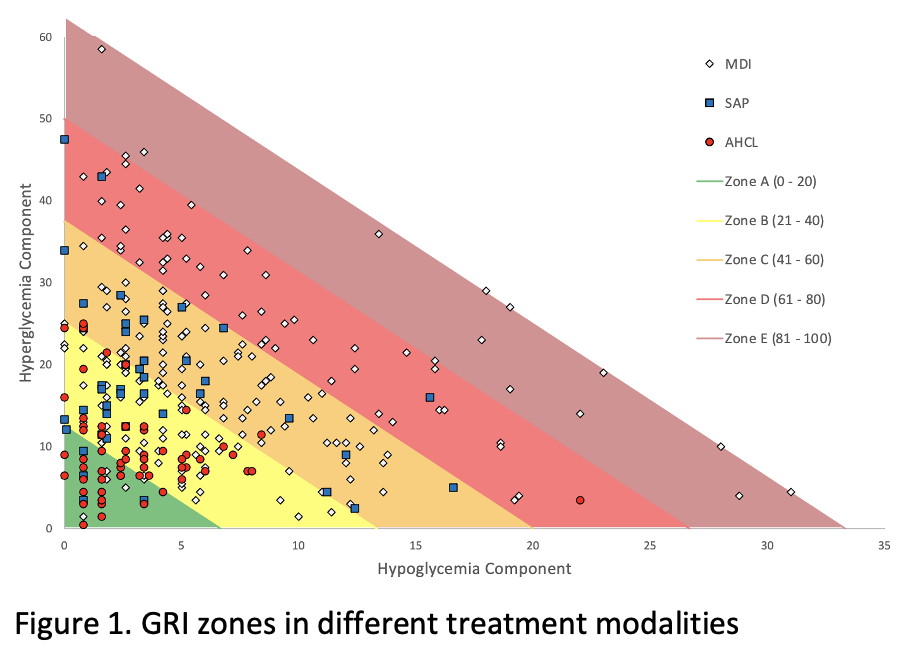 60
50
40
30
20
10
0
0 5 10 15 20 25 30 35
Hyperglycemia Component
Hypoglycemia Component
MDI
SAP
AHCL
Zone A (0 - 20)
Zone B (21 - 40)
Zone C (41 - 60)
Zone D (61 - 80)
Zone E (81 - 100)
Figure 1. GRI zones in different treatment modalities